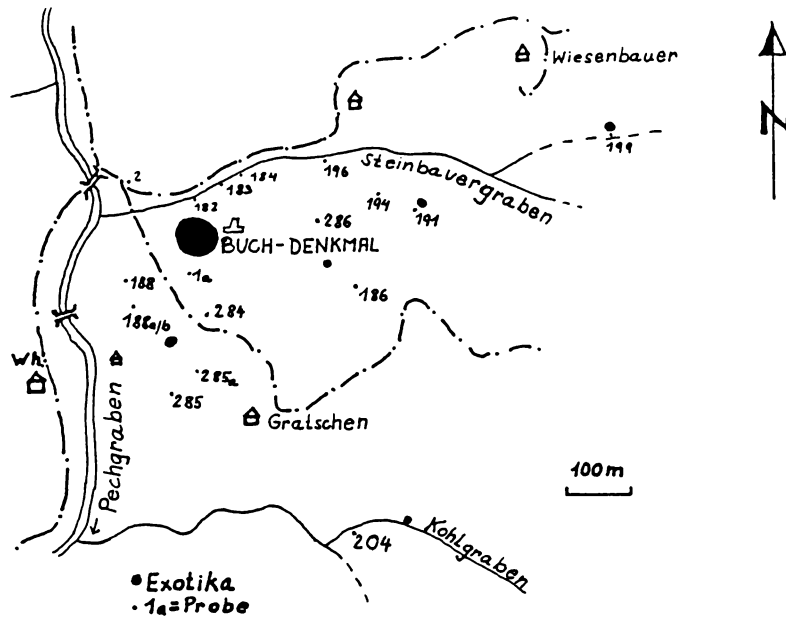 Wiesenbauer
N
199
Steinbauergraben
2
184
196
183
182
194
191
286
BUCH-DENKMAL
188
1a
186
188a/b
284
Wh.
285a
285
Gratschen
Pechgraben
100m
204
Kohlgraben
Exotika
1a=Probe